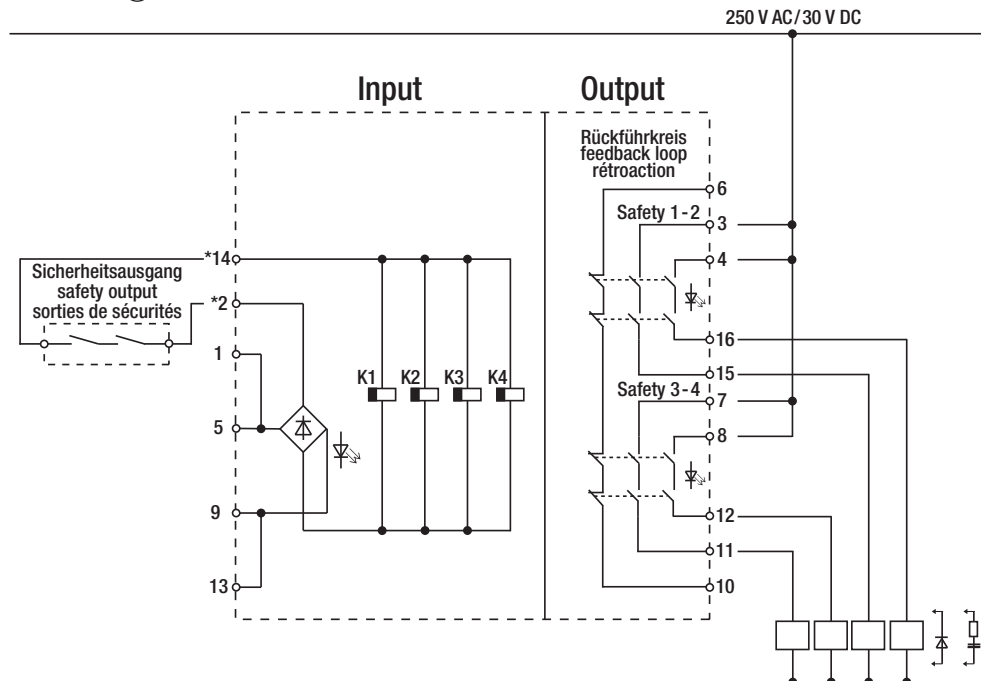 250 V AC/30 V DC
Input
Output
Rückführkreis
feedback loop
rétroaction
6
Safety 1-2
3
*14
4
Sicherheitsausgang
safety output
sorties de sécurités
*2
16
1
15
K1
K2
K3
K4
Safety 3-4
7
5
8
9
12
11
13
10